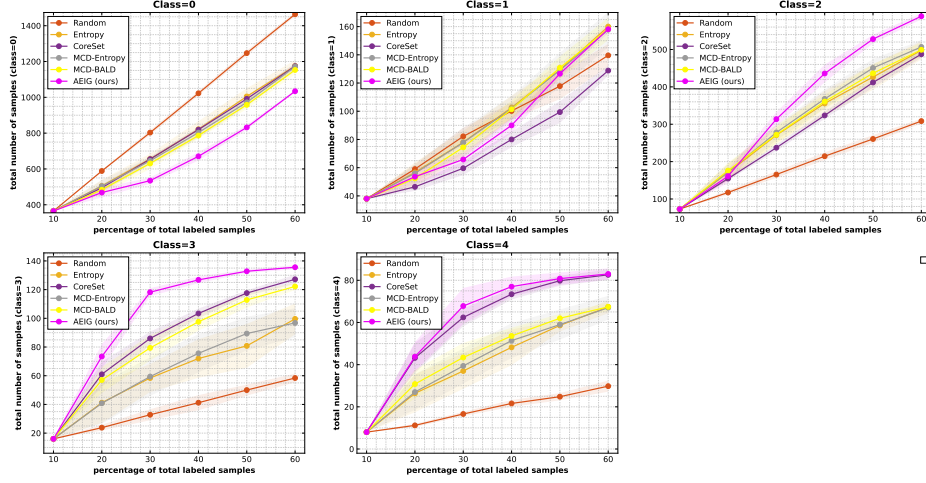 Class=0
total number of samples (class=0)
1400
1200
1000
800
600
400
Random
Entropy
CoreSet
MCD-Entropy
MCD-BALD
AEIG (ours)
10 20 30 40 50 60
percentage of total labeled samples
Class=1
total number of samples (class=1)
160
140
120
100
80
60
40
Random
Entropy
CoreSet
MCD-Entropy
MCD-BALD
AEIG (ours)
10 20 30 40 50 60
percentage of total labeled samples
Class=2
total number of samples (class=2)
500
400
300
200
100
Random
Entropy
CoreSet
MCD-Entropy
MCD-BALD
AEIG (ours)
10 20 30 40 50 60
percentage of total labeled samples
Class=3
total number of samples (class=3)
140
120
100
80
60
40
20
Random
Entropy
CoreSet
MCD-Entropy
MCD-BALD
AEIG (ours)
10 20 30 40 50 60
percentage of total labeled samples
Class=4
total number of samples (class=4)
80
60
40
20
0
Random
Entropy
CoreSet
MCD-Entropy
MCD-BALD
AEIG (ours)
10 20 30 40 50 60
percentage of total labeled samples